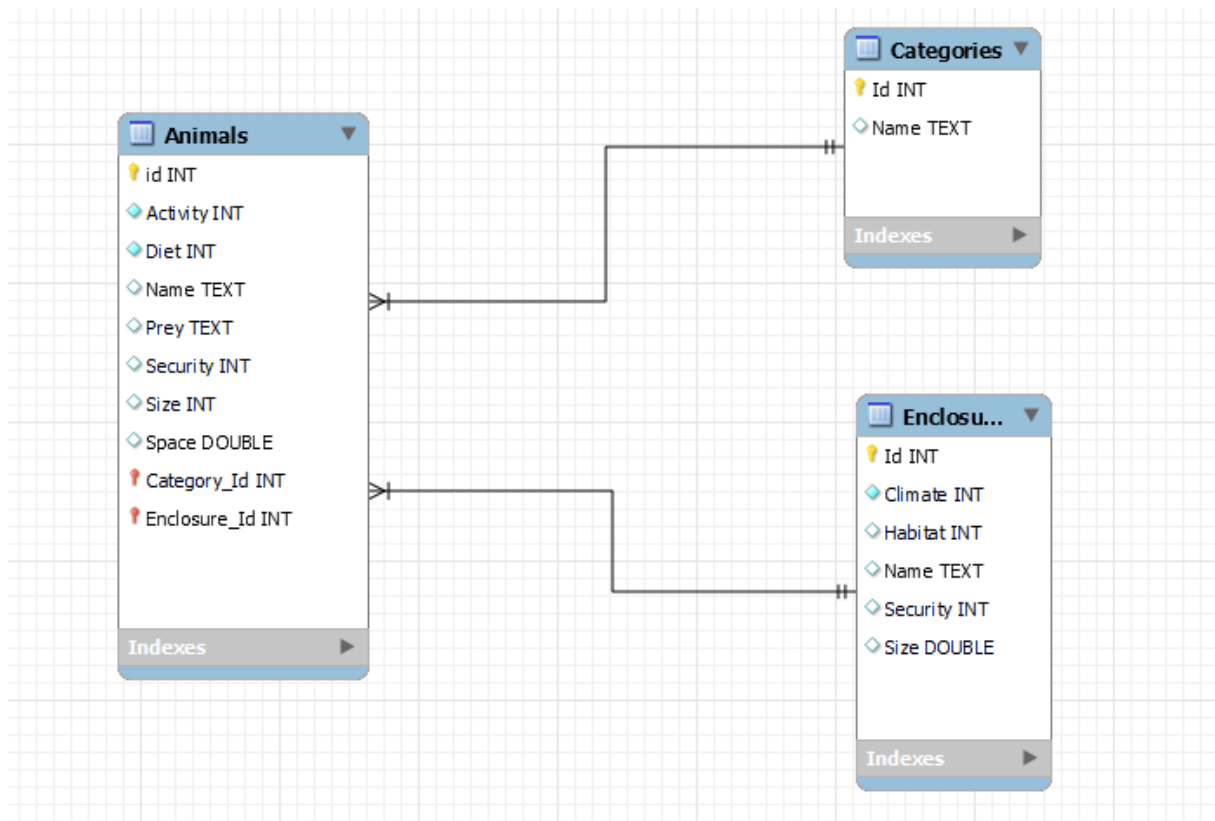 Animals
id INT
Activity INT
Diet INT
Name TEXT
Prey TEXT
Security INT
Size INT
Space DOUBLE
Category_Id INT
Enclosure_Id INT
Indexes
Categories
Id INT
Name TEXT
Indexes
Enclosu...
Id INT
Climate INT
Habitat INT
Name TEXT
Security INT
Size DOUBLE
Indexes